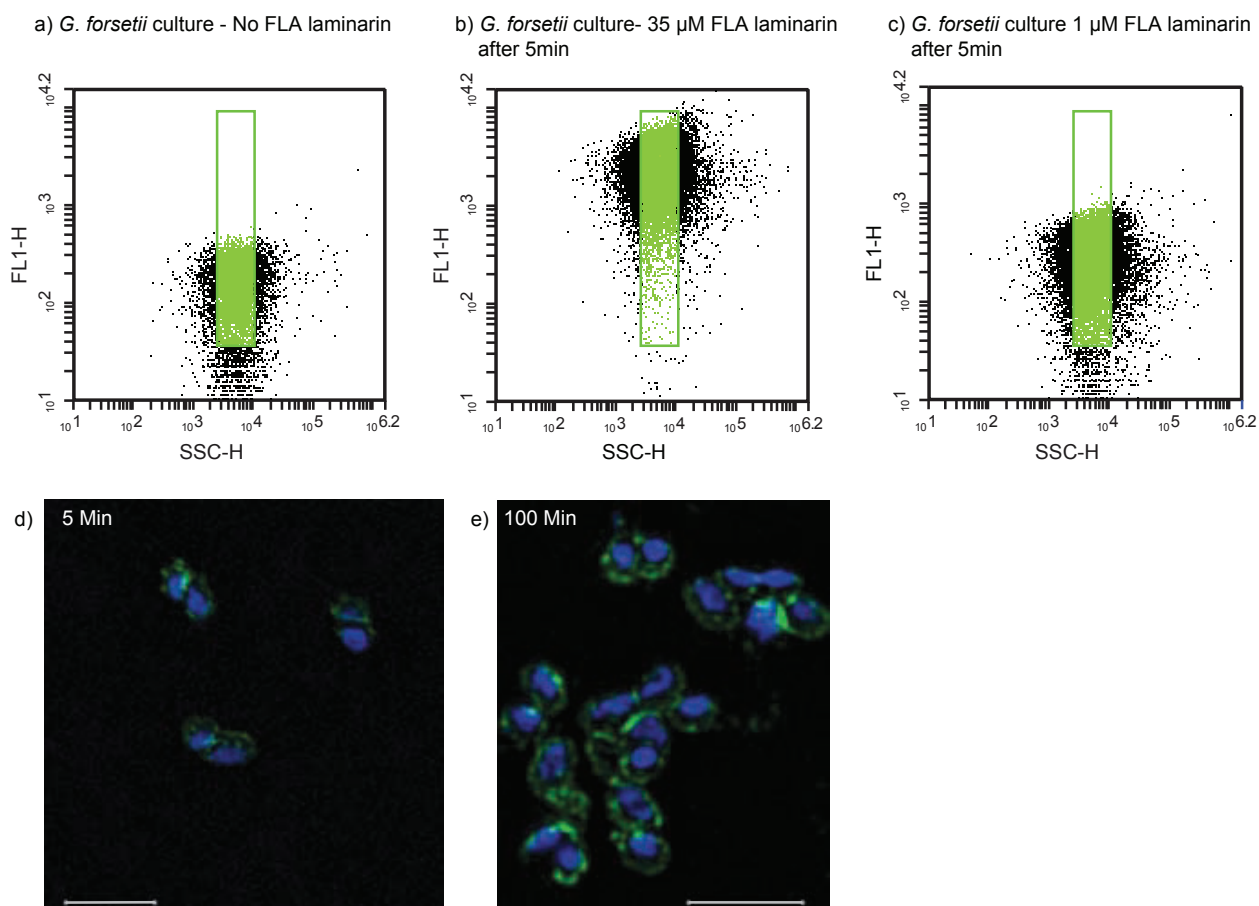 a) G. forsetii culture - No FLA laminarin
b) G. forsetii culture- 35 µM FLA laminarin
after 5min
c) G. forsetii culture 1 µM FLA laminarin
after 5min
10 4.2
10 3
10 2
10 1
FL1-H
10 1
10 2
10 3
10 4
10 5
10 6.2
SSC-H
10 4.2
10 3
10 2
10 1
FL1-H
10 1
10 2
10 3
10 4
10 5
10 6.2
SSC-H
10 4.2
10 3
10 2
10 1
FL1-H
10 1
10 2
10 3
10 4
10 5
10 6.2
SSC-H
d) 5 Min
e) 100 Min